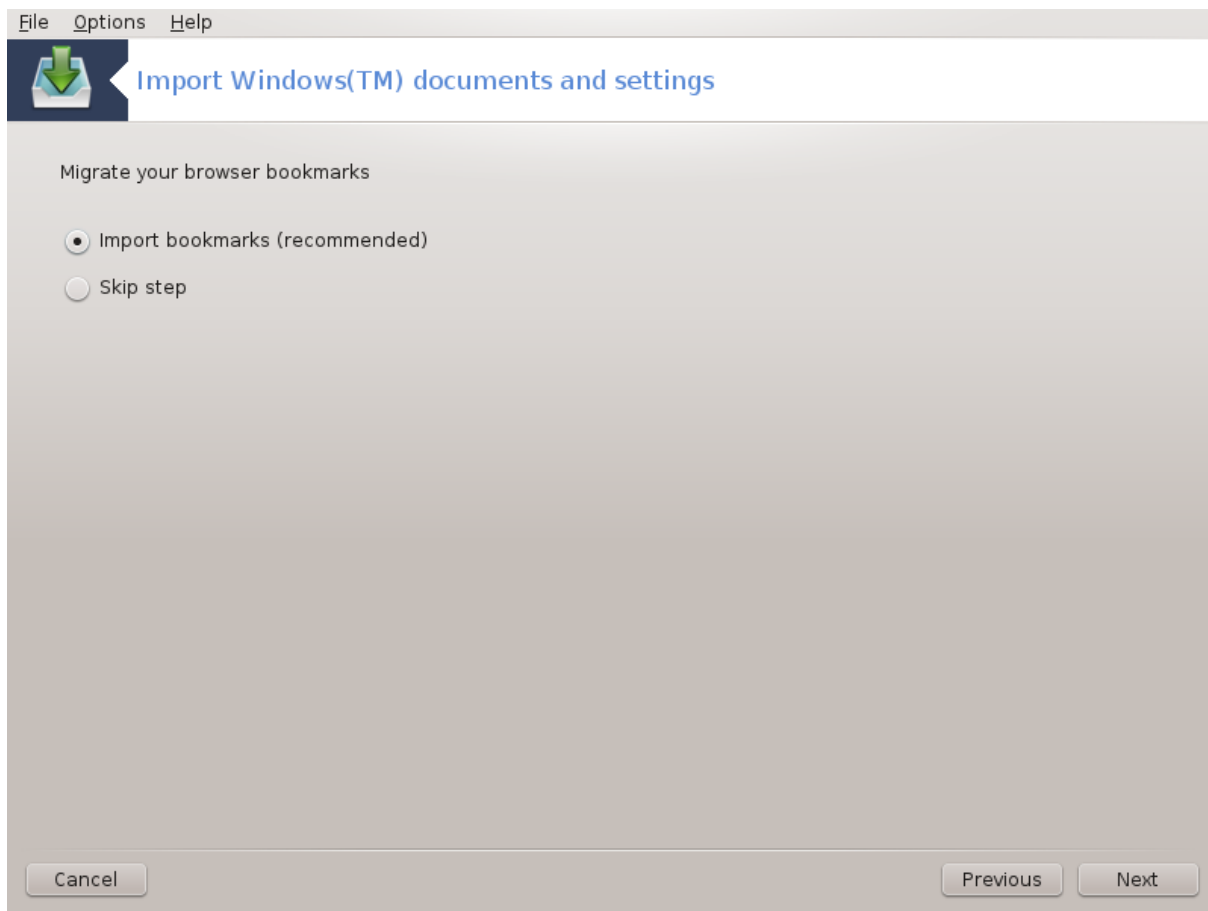 File Options Help
Import Windows(TM) documents and settings
Migrate your browser bookmarks
Import bookmarks (recommended)
Skip step
Cancel Previous Next